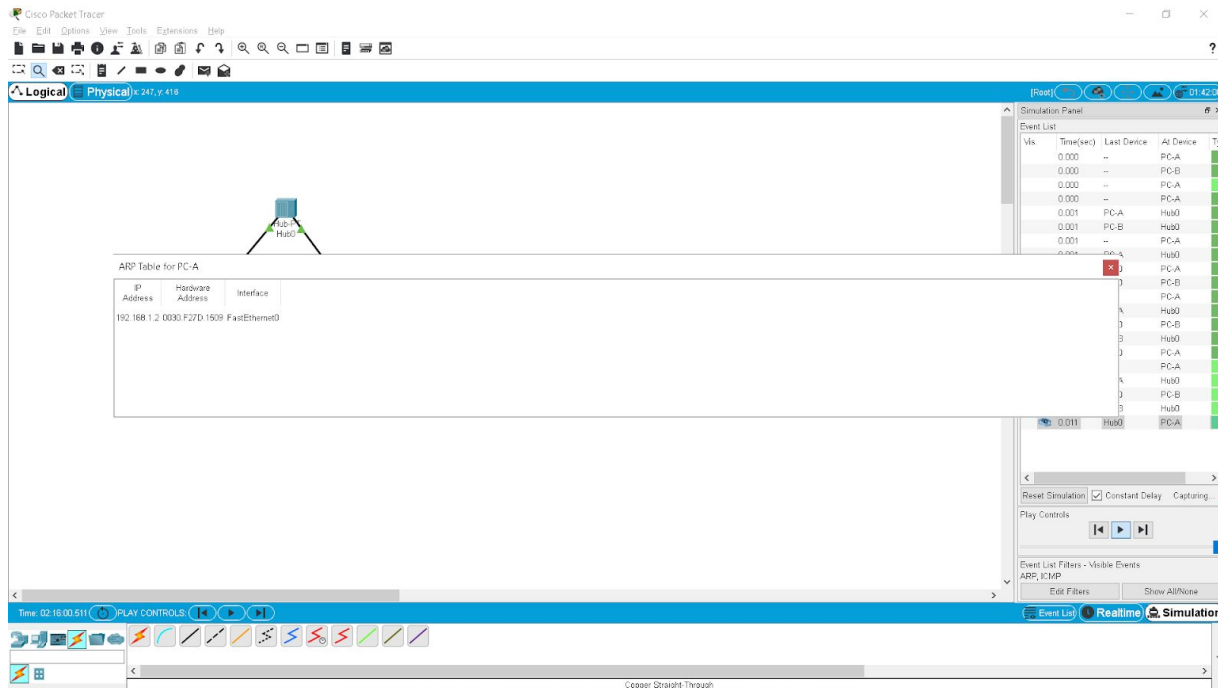 Cisco Packet Tracer
File Edit Options View Tools Extensions Help
?
Logical Physical x: 247, y: 416 [Root] 01:42:0
Simulation Panel
Event List
Vis. Time(sec) Last Device At Device Ty
0.000 -- PC-A
0.000 -- PC-B
0.000 -- PC-A
0.000 -- PC-A
0.001 PC-A Hub0
0.001 PC-B Hub0
0.001 -- PC-A
0.001 PC-A Hub0
PC-A
PC-B
PC-A
Hub0
PC-B
Hub0
PC-A
PC-A
Hub0
PC-B
Hub0
0.011 Hub0 PC-A
Hub-PT
Hub0
ARP Table for PC-A
IP Address Hardware Address Interface
192.168.1.2 0030.F27D.1609 FastEthernet0
Reset Simulation Constant Delay Capturing...
Play Controls
Event List Filters - Visible Events
ARP, ICMP
Edit Filters Show All/None
Time: 02:16:00.511 PLAY CONTROLS: Event List Realtime Simulation
Copper Straight-Through